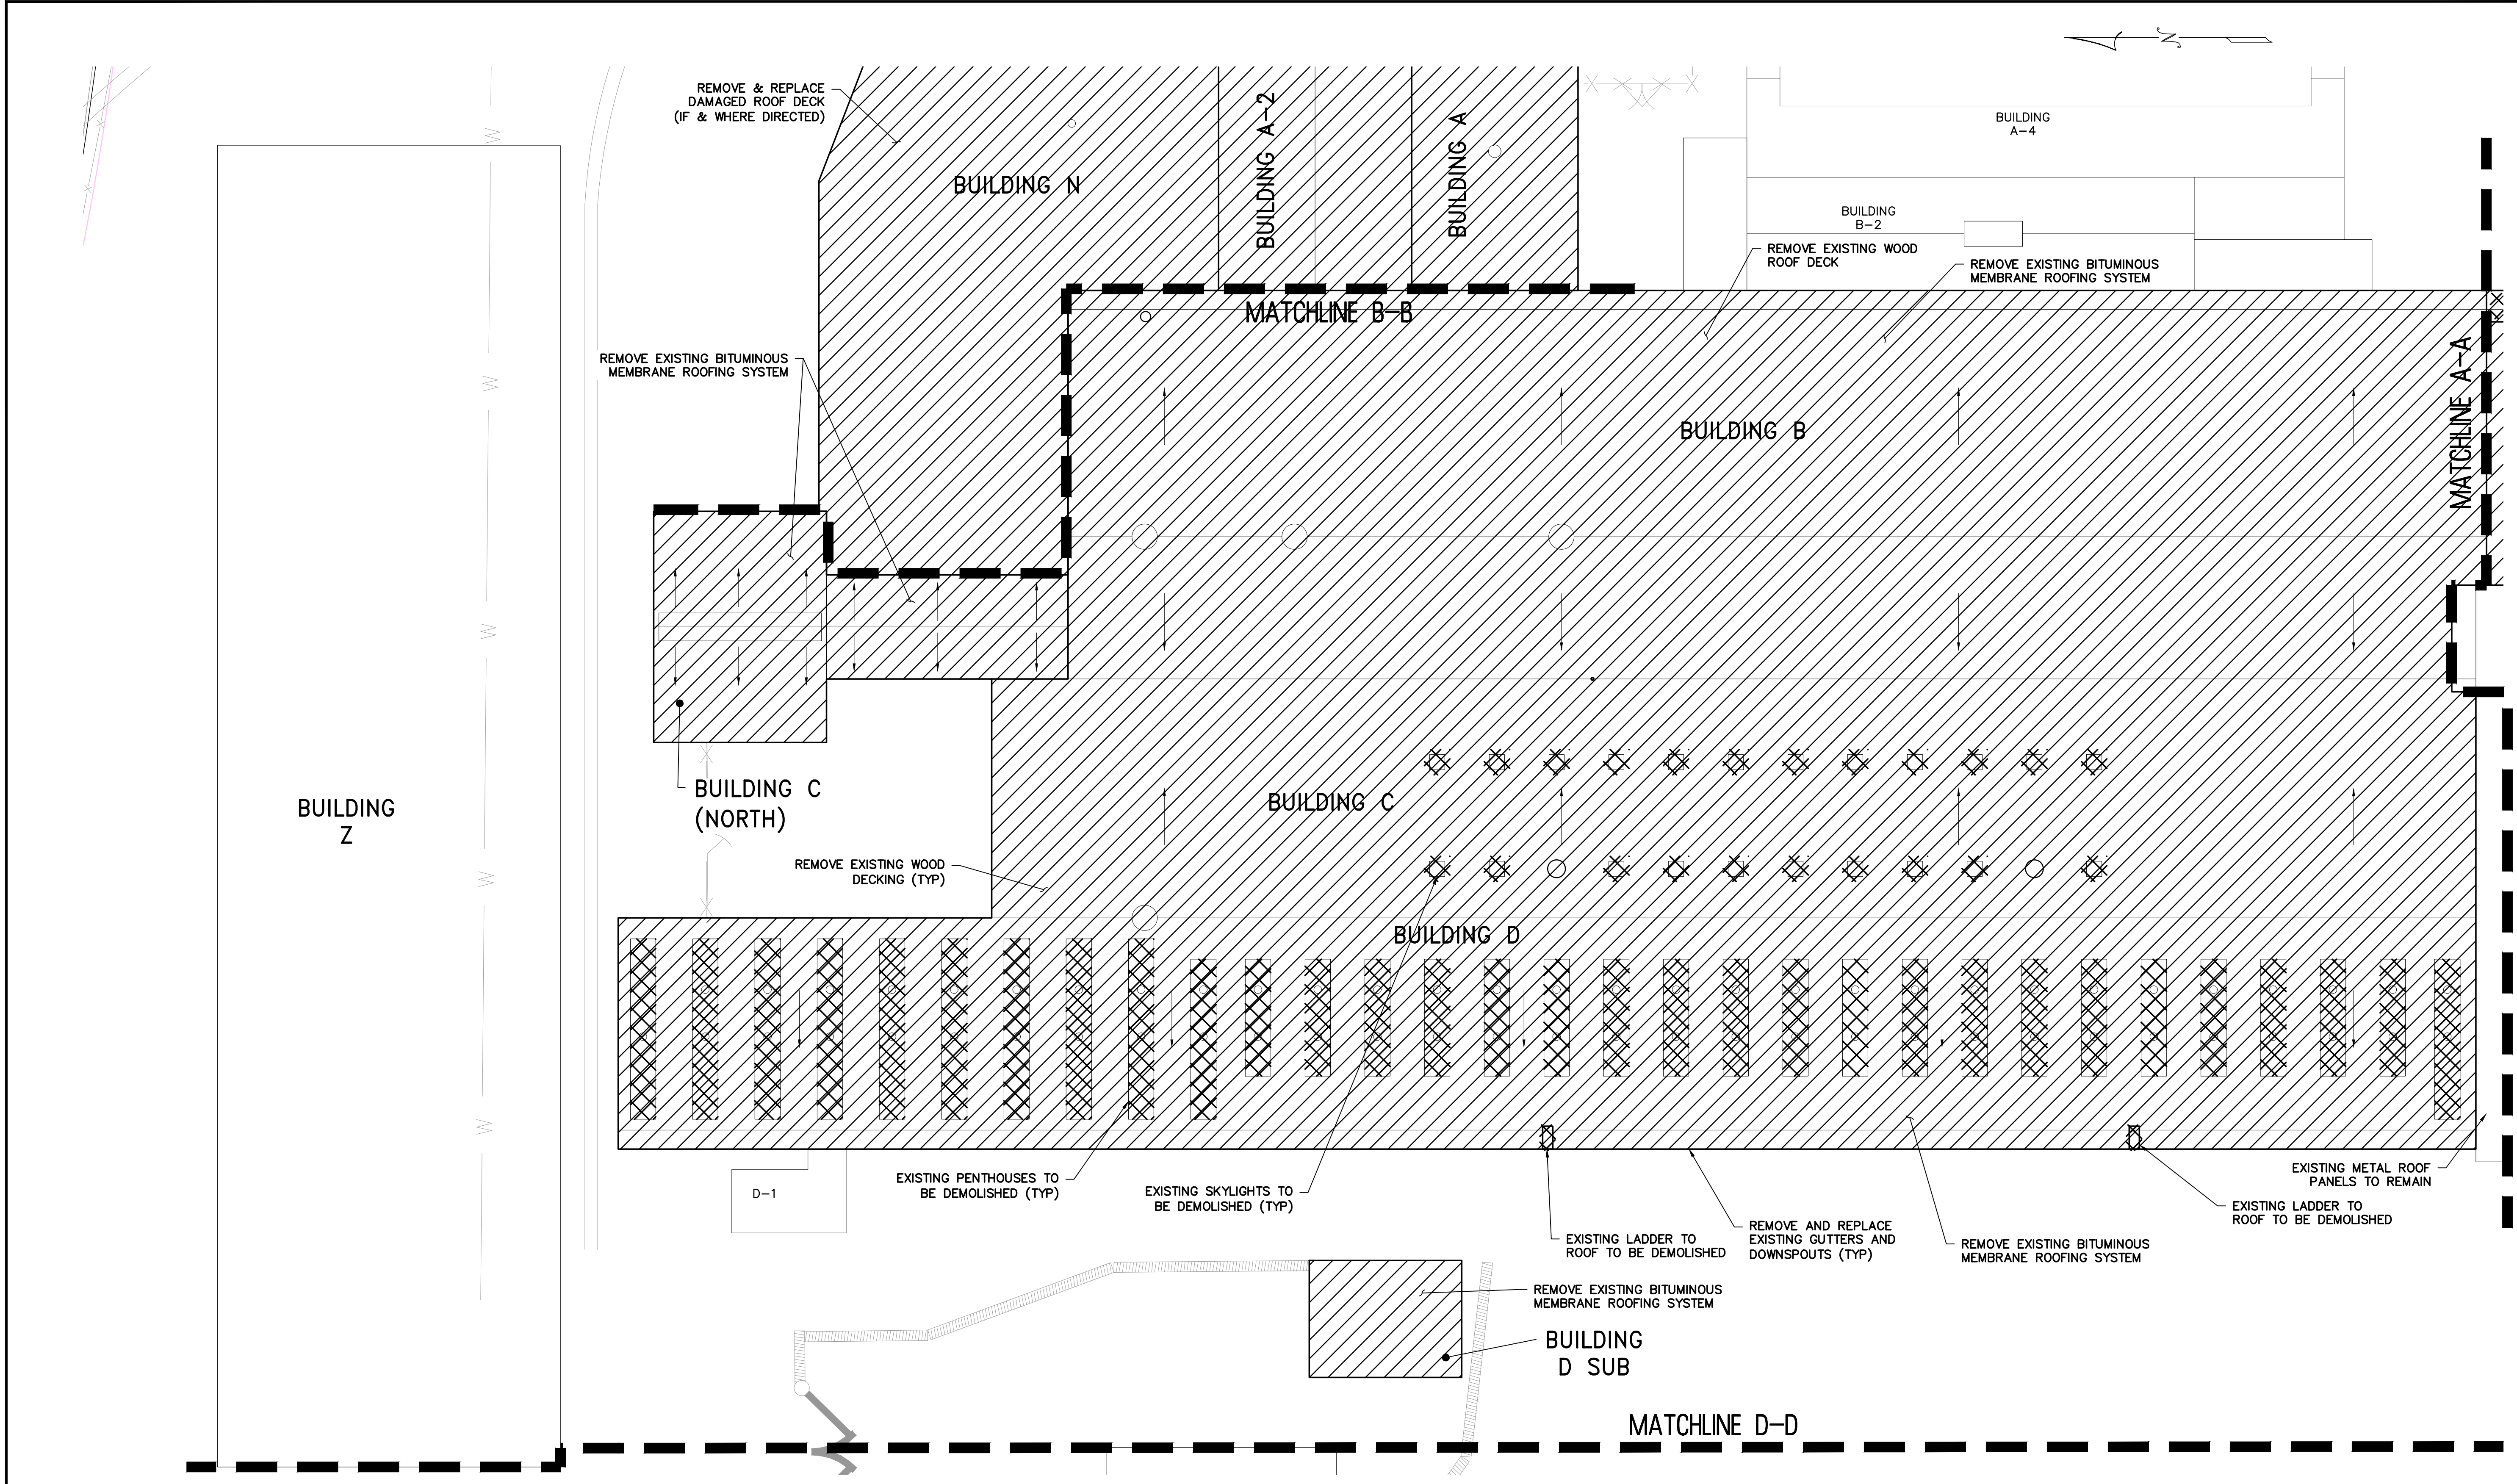 N
REMOVE & REPLACE
DAMAGED ROOF DECK
(IF & WHERE DIRECTED)
BUILDING N
BUILDING A-2
BUILDING A
BUILDING
A-4
BUILDING
B-2
REMOVE EXISTING WOOD
ROOF DECK
REMOVE EXISTING BITUMINOUS
MEMBRANE ROOFING SYSTEM
MATCHLINE B-B
MATCHLINE A-A
REMOVE EXISTING BITUMINOUS
MEMBRANE ROOFING SYSTEM
BUILDING B
W
W
W
W
W
BUILDING
Z
BUILDING C
(NORTH)
BUILDING C
REMOVE EXISTING WOOD
DECKING (TYP)
BUILDING D
EXISTING PENTHOUSES TO
BE DEMOLISHED (TYP)
D-1
EXISTING SKYLIGHTS TO
BE DEMOLISHED (TYP)
EXISTING LADDER TO
ROOF TO BE DEMOLISHED
REMOVE AND REPLACE
EXISTING GUTTERS AND
DOWNSPOUTS (TYP)
REMOVE EXISTING BITUMINOUS
MEMBRANE ROOFING SYSTEM
EXISTING METAL ROOF
PANELS TO REMAIN
EXISTING LADDER TO
ROOF TO BE DEMOLISHED
REMOVE EXISTING BITUMINOUS
MEMBRANE ROOFING SYSTEM
BUILDING
D SUB
MATCHLINE D-D